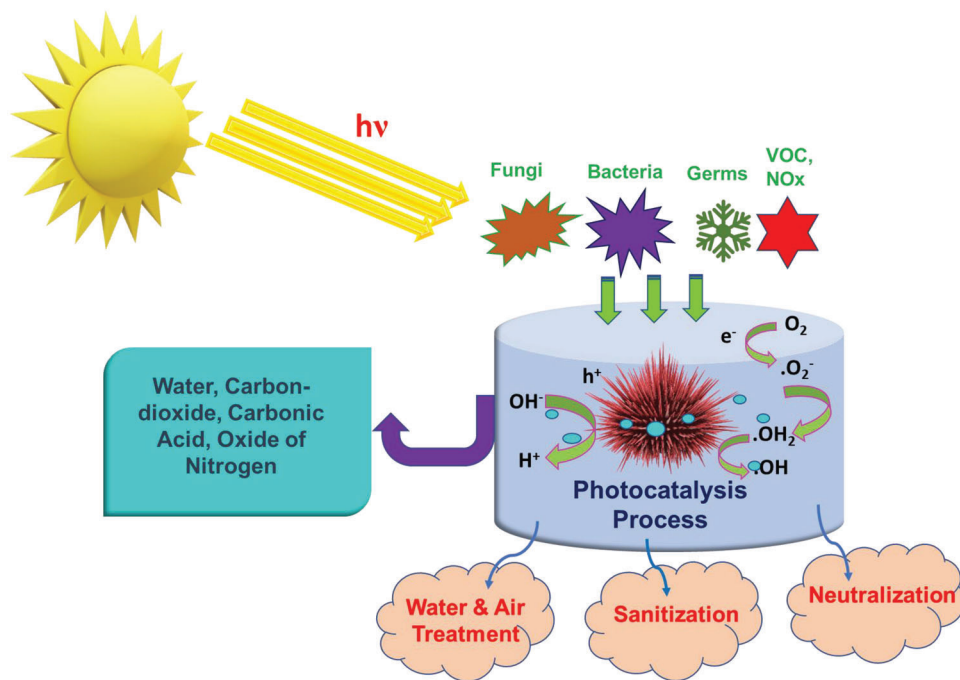 hν
Fungi
Bacteria
Germs
VOC,
NOx
e⁻
O₂
.O₂⁻
h⁺
OH⁻
.OH₂
H⁺
.OH
Photocatalysis
Process
Water, Carbon-
dioxide, Carbonic
Acid, Oxide of
Nitrogen
Water & Air
Treatment
Sanitization
Neutralization